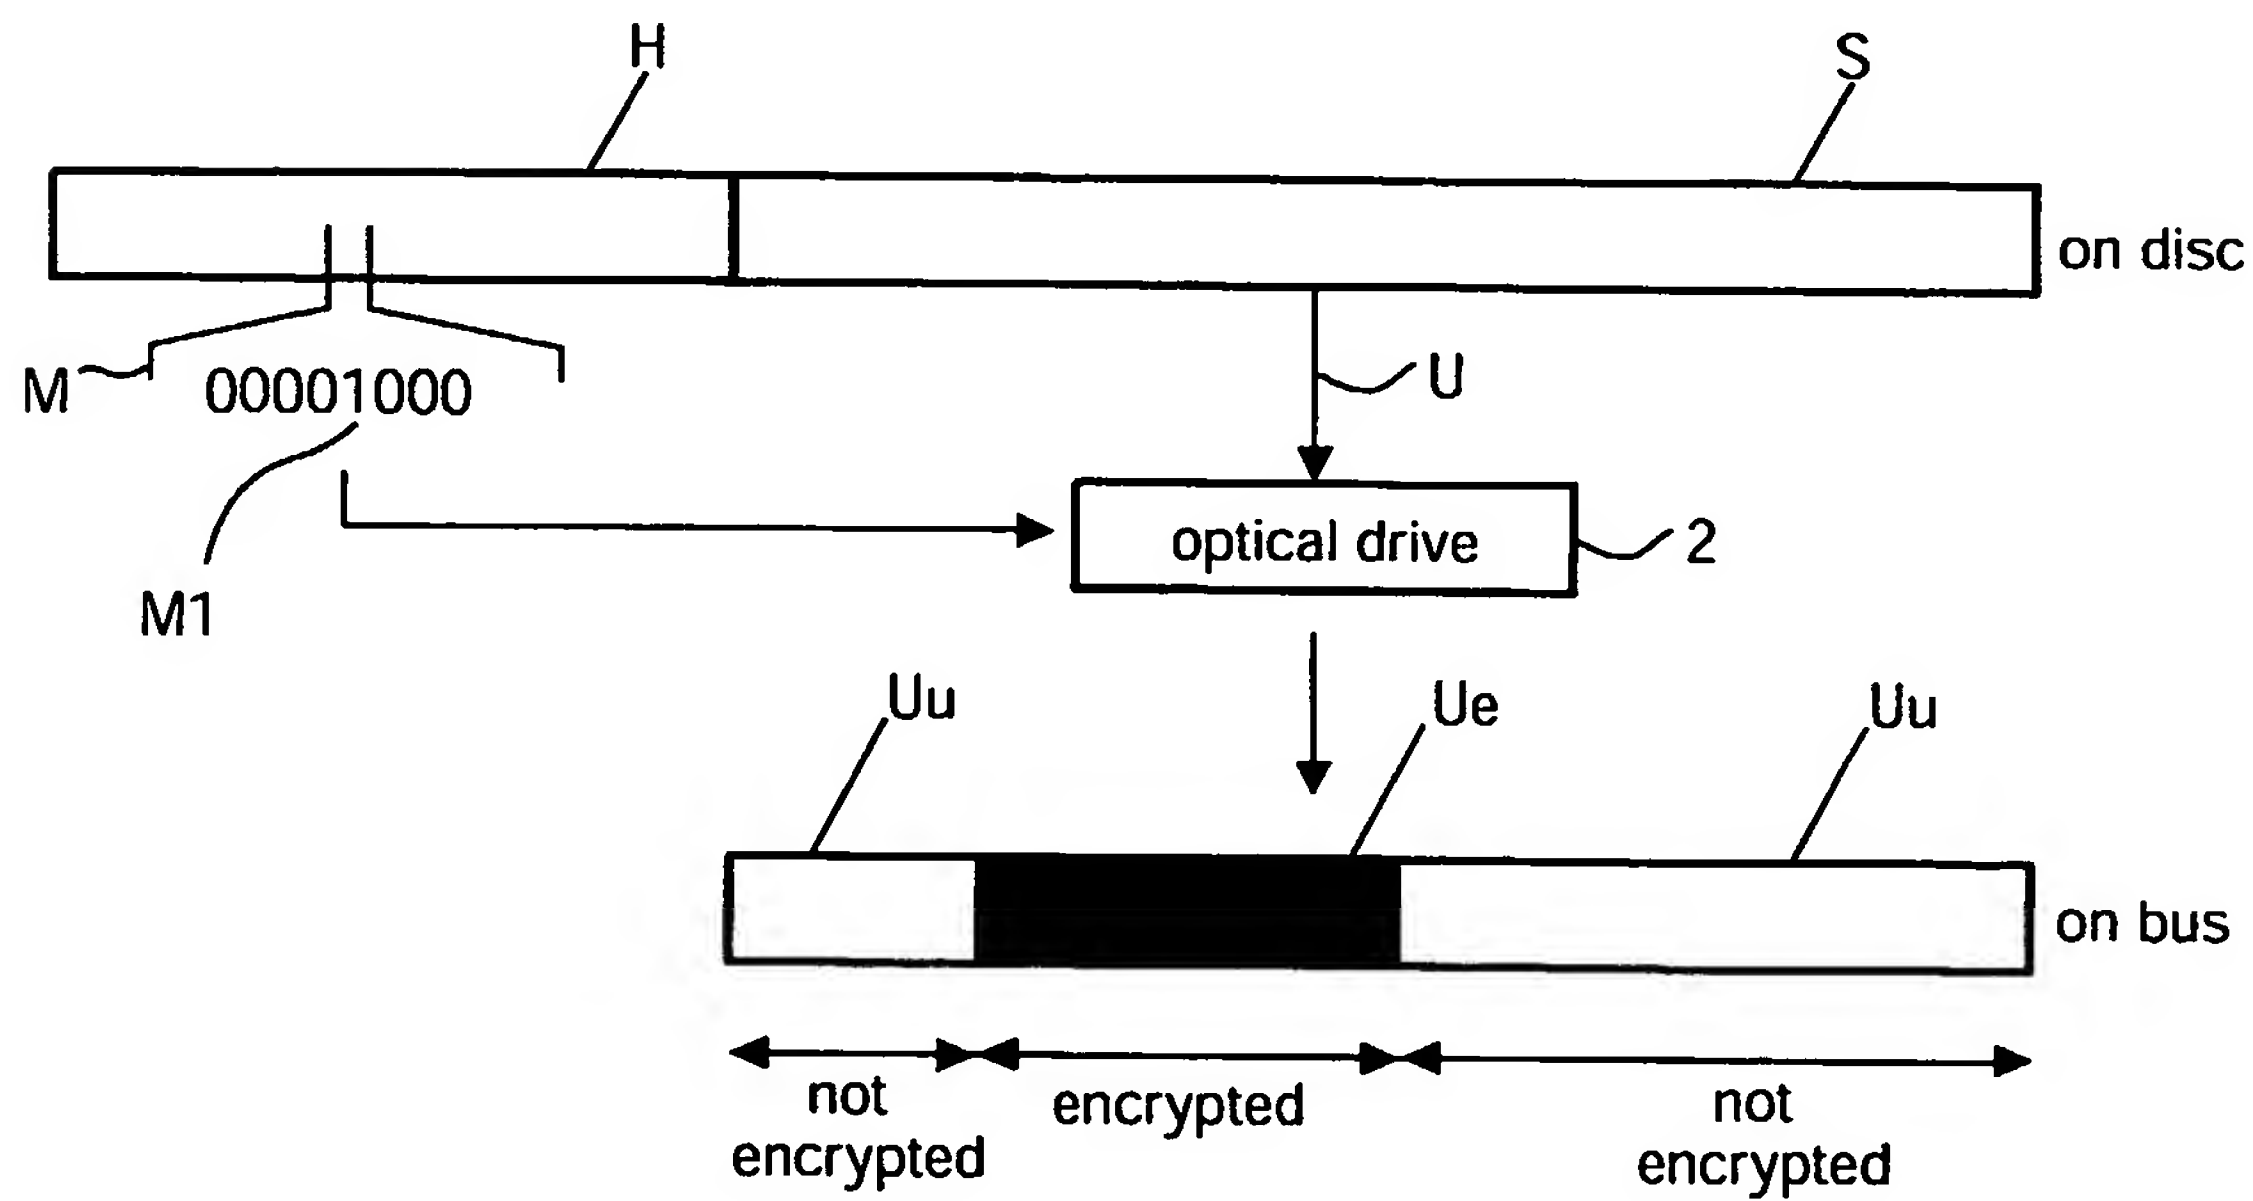 H
S
on disc
M
00001000
U
optical drive
2
M1
Uu
Ue
Uu
on bus
not
encrypted
encrypted
not
encrypted